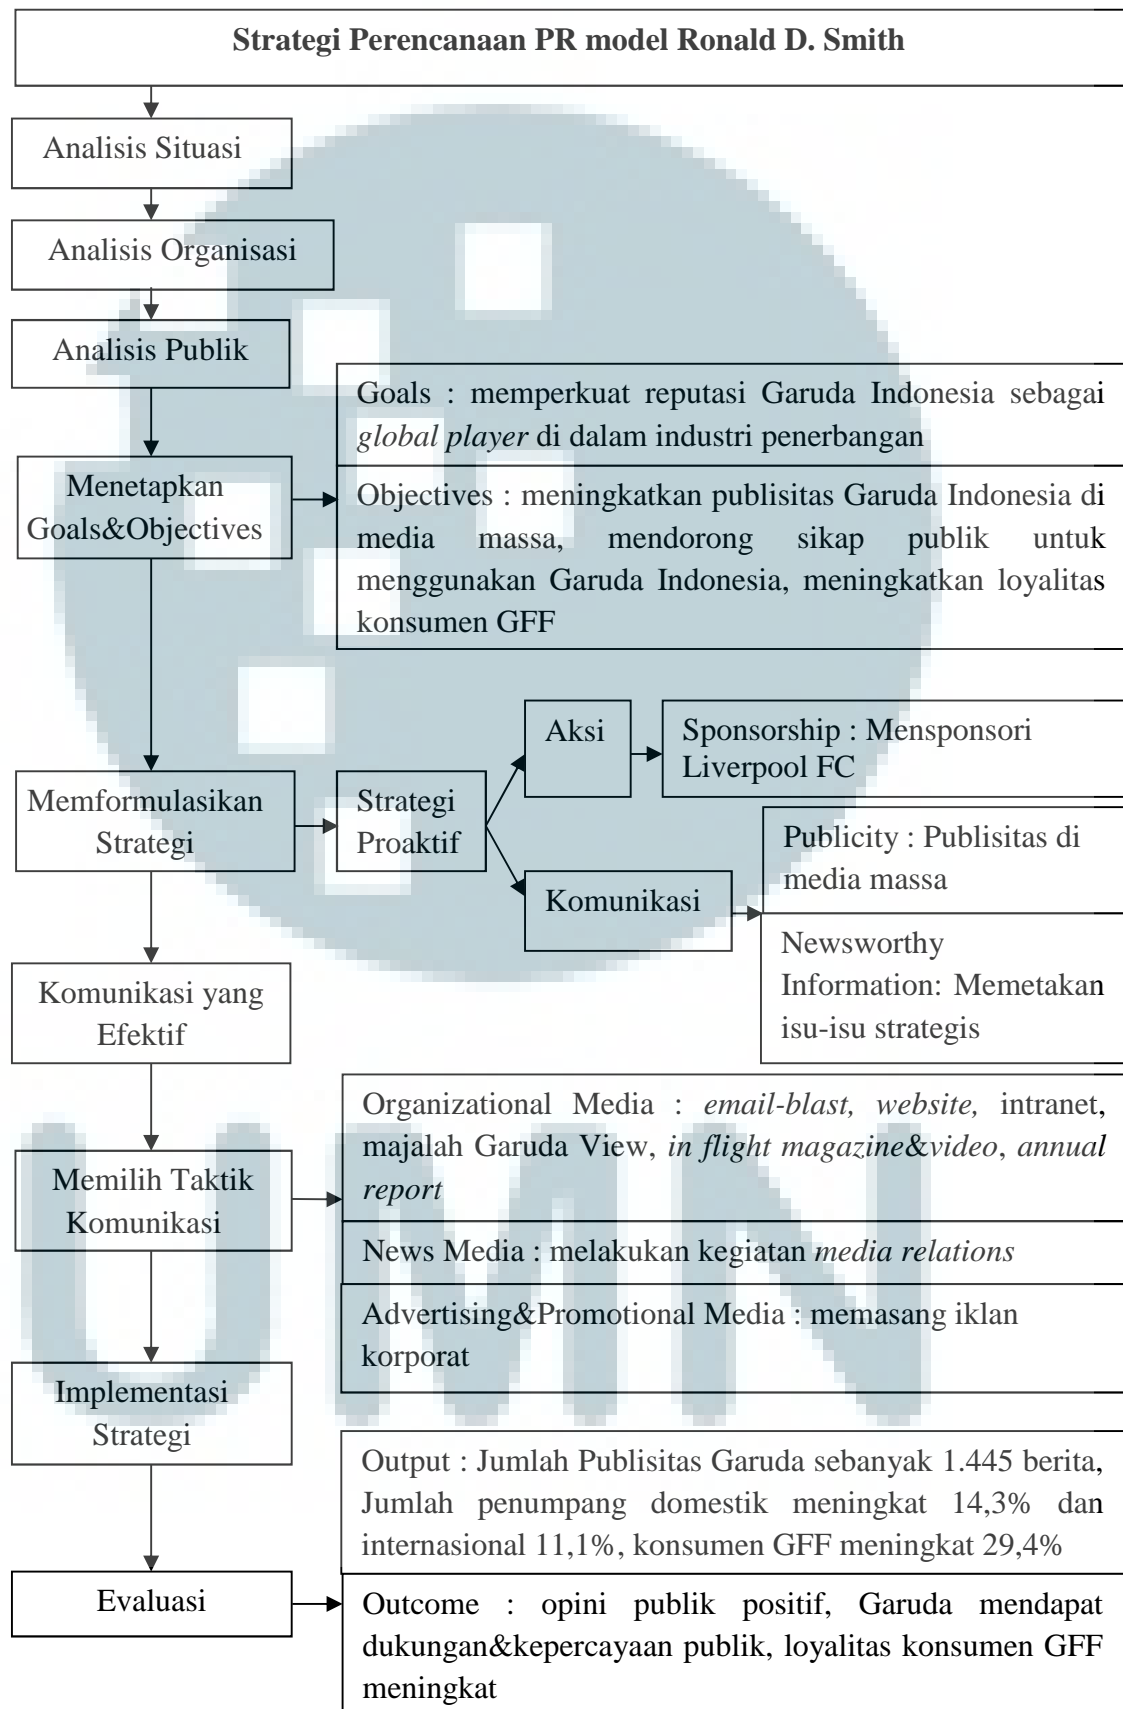 Strategi Perencanaan PR model Ronald D. Smith
Analisis Situasi
Analisis Organisasi
Analisis Publik
Menetapkan
Goals&Objectives
Goals : memperkuat reputasi Garuda Indonesia sebagai
global player di dalam industri penerbangan
Objectives : meningkatkan publisitas Garuda Indonesia di
media massa, mendorong sikap publik untuk
menggunakan Garuda Indonesia, meningkatkan loyalitas
konsumen GFF
Memformulasikan
Strategi
Strategi
Proaktif
Aksi
Sponsorship : Mensponsori
Liverpool FC
Komunikasi
Publicity : Publisitas di
media massa
Newsworthy
Information: Memetakan
isu-isu strategis
Komunikasi yang
Efektif
Memilih Taktik
Komunikasi
Organizational Media : email-blast, website, intranet,
majalah Garuda View, in flight magazine&video, annual
report
News Media : melakukan kegiatan media relations
Advertising&Promotional Media : memasang iklan
korporat
Implementasi
Strategi
Evaluasi
Output : Jumlah Publisitas Garuda sebanyak 1.445 berita,
Jumlah penumpang domestik meningkat 14,3% dan
internasional 11,1%, konsumen GFF meningkat 29,4%
Outcome : opini publik positif, Garuda mendapat
dukungan&kepercayaan publik, loyalitas konsumen GFF
meningkat
UMN